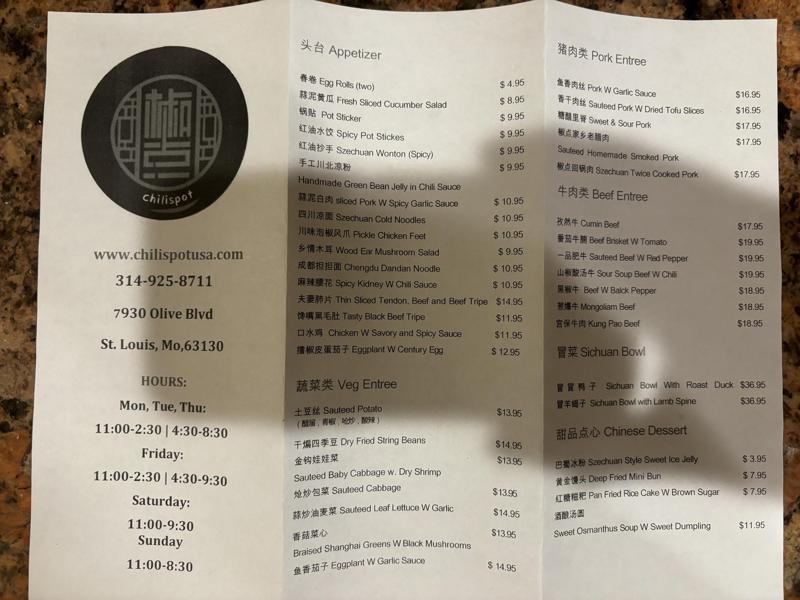 椒点
chilispot
www.chilispotusa.com
314-925-8711
7930 Olive Blvd
St. Louis, Mo,63130
HOURS:
Mon, Tue, Thu:
11:00-2:30 | 4:30-8:30
Friday:
11:00-2:30 | 4:30-9:30
Saturday:
11:00-9:30
Sunday
11:00-8:30
头台 Appetizer
春卷 Egg Rolls (two) $ 4.95
蒜泥黄瓜 Fresh Sliced Cucumber Salad $ 8.95
锅贴 Pot Sticker $ 9.95
红油水饺 Spicy Pot Stickes $ 9.95
红油抄手 Szechuan Wonton (Spicy) $ 9.95
手工川北凉粉 $ 9.95
Handmade Green Bean Jelly in Chili Sauce
蒜泥白肉 sliced Pork W Spicy Garlic Sauce $ 10.95
四川凉面 Szechuan Cold Noodles $ 10.95
川味泡椒凤爪 Pickle Chicken Feet $ 10.95
乡情木耳 Wood Ear Mushroom Salad $ 9.95
成都担担面 Chengdu Dandan Noodle $ 10.95
麻辣腰花 Spicy Kidney W Chili Sauce $ 10.95
夫妻肺片 Thin Sliced Tendon, Beef and Beef Tripe $14.95
馋嘴黑毛肚 Tasty Black Beef Tripe $11.95
口水鸡 Chicken W Savory and Spicy Sauce $11.95
擂椒皮蛋茄子 Eggplant W Century Egg $ 12.95
蔬菜类 Veg Entree
土豆丝 Sauteed Potato $13.95
( 醋溜 , 青椒 , 呛炒 , 酸辣 )
干煸四季豆 Dry Fried String Beans $14.95
金钩娃娃菜 $13.95
Sauteed Baby Cabbage w. Dry Shrimp
炝炒包菜 Sauteed Cabbage $13.95
蒜炒油麦菜 Sauteed Leaf Lettuce W Garlic $14.95
香菇菜心 $13.95
Braised Shanghai Greens W Black Mushrooms
鱼香茄子 Eggplant W Garlic Sauce $ 14.95
猪肉类 Pork Entree
鱼香肉丝 Pork W Garlic Sauce $16.95
香干肉丝 Sauteed Pork W Dried Tofu Slices $16.95
糖醋里脊 Sweet & Sour Pork $17.95
椒点家乡老腊肉 $17.95
Sauteed Homemade Smoked Pork
椒点回锅肉 Szechuan Twice Cooked Pork $17.95
牛肉类 Beef Entree
孜然牛 Cumin Beef $17.95
番茄牛腩 Beef Brisket W Tomato $19.95
一品肥牛 Sauteed Beef W Red Pepper $19.95
山椒酸汤牛 Sour Soup Beef W Chili $19.95
黑椒牛 Beef W Balck Pepper $18.95
葱爆牛 Mongoliam Beef $18.95
宫保牛肉 Kung Pao Beef $18.95
冒菜 Sichuan Bowl
冒冒鸭子 Sichuan Bowl With Roast Duck $36.95
冒羊蝎子 Sichuan Bowl with Lamb Spine $36.95
甜品点心 Chinese Dessert
巴蜀冰粉 Szechuan Style Sweet Ice Jelly $ 3.95
黄金馒头 Deep Fried Mini Bun $ 7.95
红糖糍粑 Pan Fried Rice Cake W Brown Sugar $ 7.95
酒酿汤圆
Sweet Osmanthus Soup W Sweet Dumpling $11.95